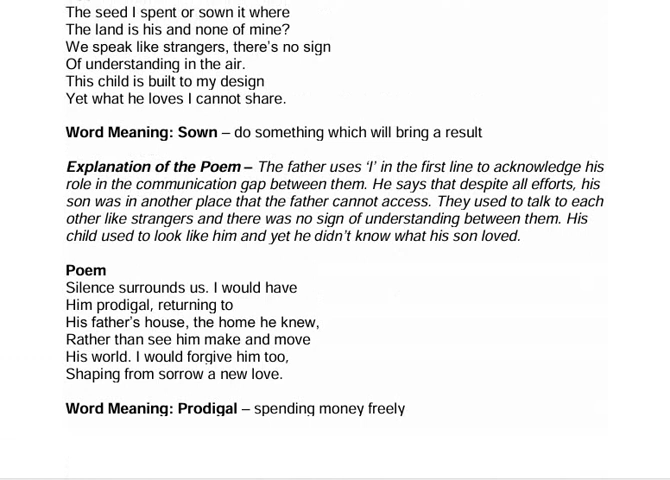 The seed I spent or sown it where
The land is his and none of mine?
We speak like strangers, there's no sign
Of understanding in the air.
This child is built to my design
Yet what he loves I cannot share.
Word Meaning: Sown – do something which will bring a result
Explanation of the Poem – The father uses 'I' in the first line to acknowledge his
role in the communication gap between them. He says that despite all efforts, his
son was in another place that the father cannot access. They used to talk to each
other like strangers and there was no sign of understanding between them. His
child used to look like him and yet he didn't know what his son loved.
Poem
Silence surrounds us. I would have
Him prodigal, returning to
His father's house, the home he knew,
Rather than see him make and move
His world. I would forgive him too,
Shaping from sorrow a new love.
Word Meaning: Prodigal – spending money freely